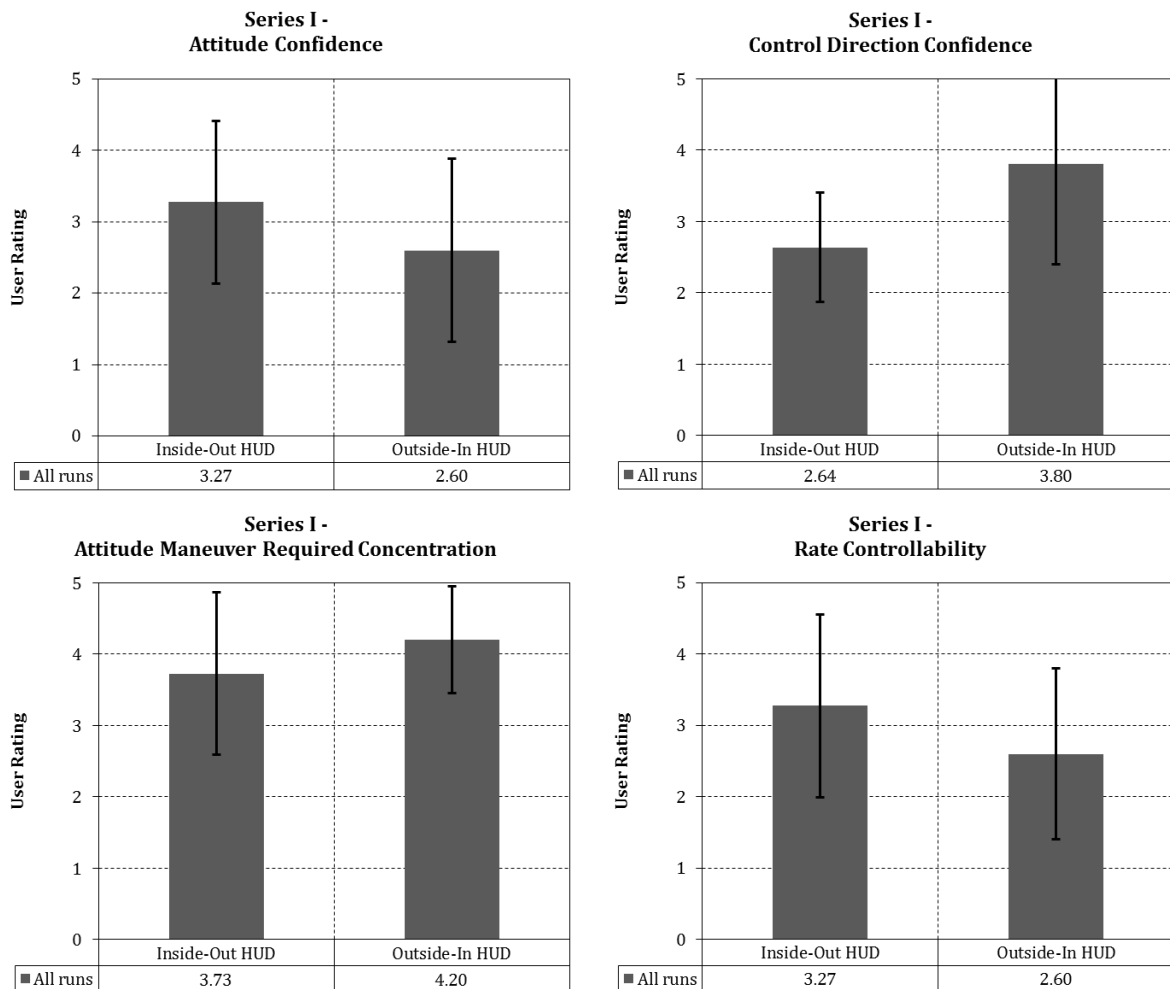 Series I -
Attitude Confidence
User Rating
5
4
3
2
1
0
Inside-Out HUD Outside-In HUD
All runs 3.27 2.60
Series I -
Control Direction Confidence
User Rating
5
4
3
2
1
0
Inside-Out HUD Outside-In HUD
All runs 2.64 3.80
Series I -
Attitude Maneuver Required Concentration
User Rating
5
4
3
2
1
0
Inside-Out HUD Outside-In HUD
All runs 3.73 4.20
Series I -
Rate Controllability
User Rating
5
4
3
2
1
0
Inside-Out HUD Outside-In HUD
All runs 3.27 2.60